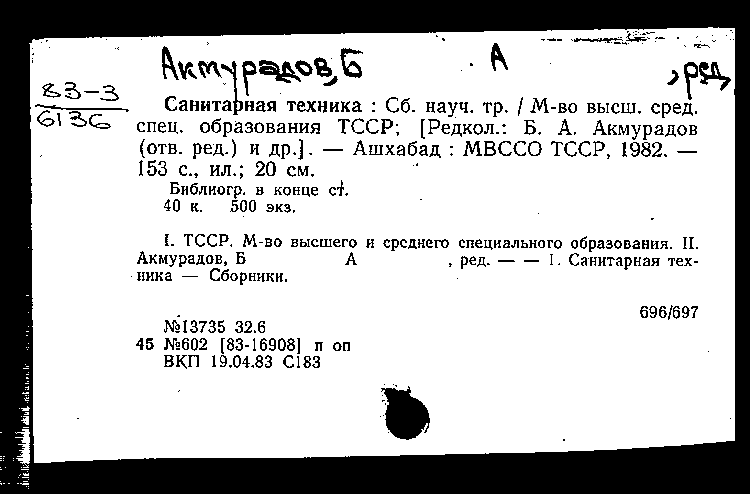 Акмурадов, Б А , ред.
83-3
6136
Санитарная техника : Сб. науч. тр. / М-во высш. сред.
спец. образования ТССР; [Редкол.: Б. А. Акмурадов
(отв. ред.) и др.]. — Ашхабад : МВССО ТССР, 1982. —
153 с., ил.; 20 см.
Библиогр. в конце ст.
40 к. 500 экз.
I. ТССР. М-во высшего и среднего специального образования. II.
Акмурадов, Б А , ред. — — 1. Санитарная тех-
ника — Сборники.
696/697
№13735 32.6
45 №602 [83-16908] п оп
ВКП 19.04.83 С183